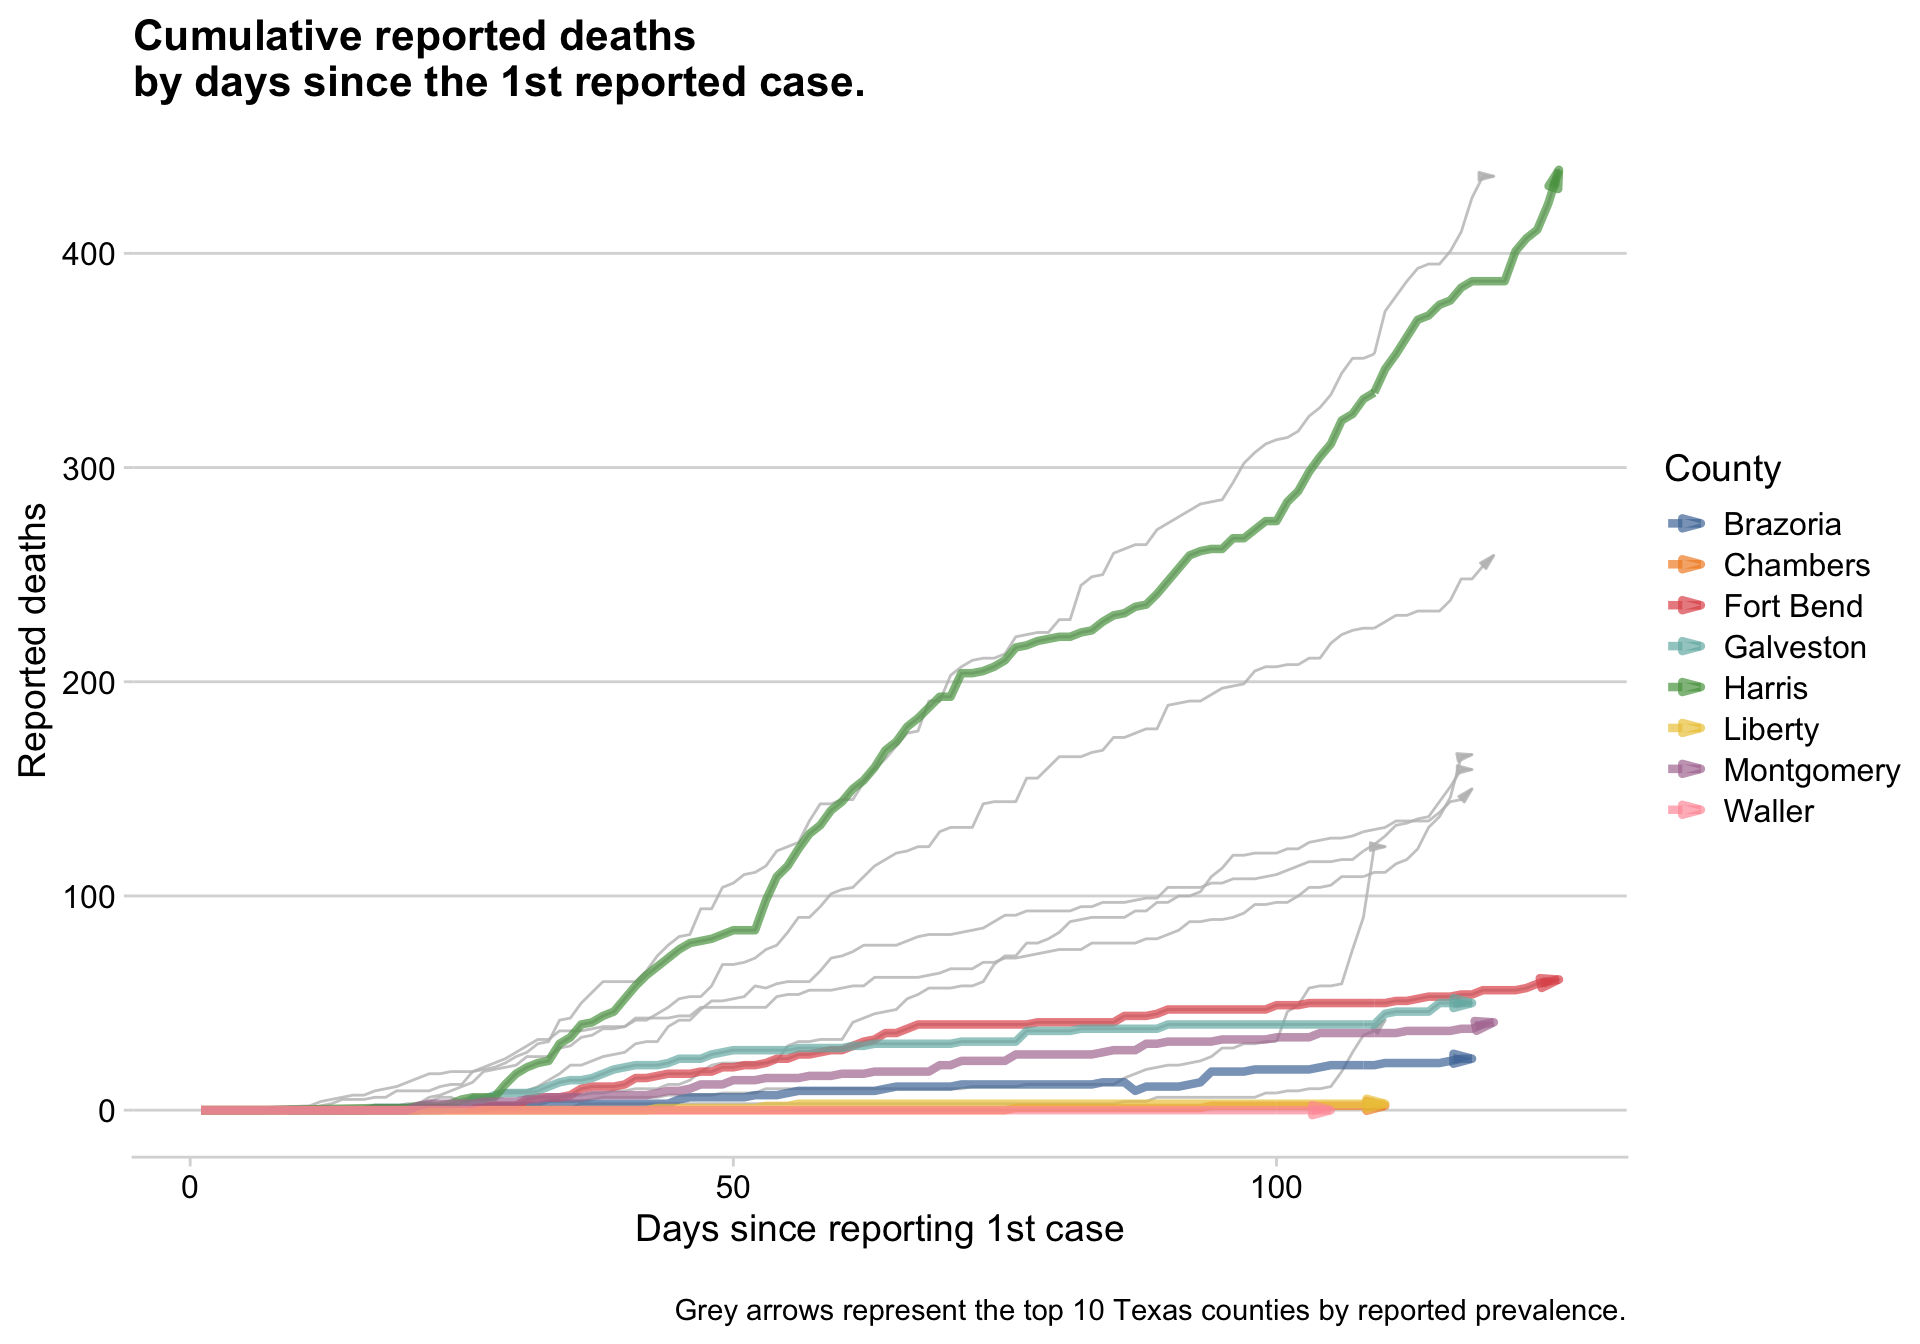 Cumulative reported deaths
by days since the 1st reported case.
Reported deaths
400
300
200
100
0
0
50
100
Days since reporting 1st case
County
Brazoria
Chambers
Fort Bend
Galveston
Harris
Liberty
Montgomery
Waller
Grey arrows represent the top 10 Texas counties by reported prevalence.